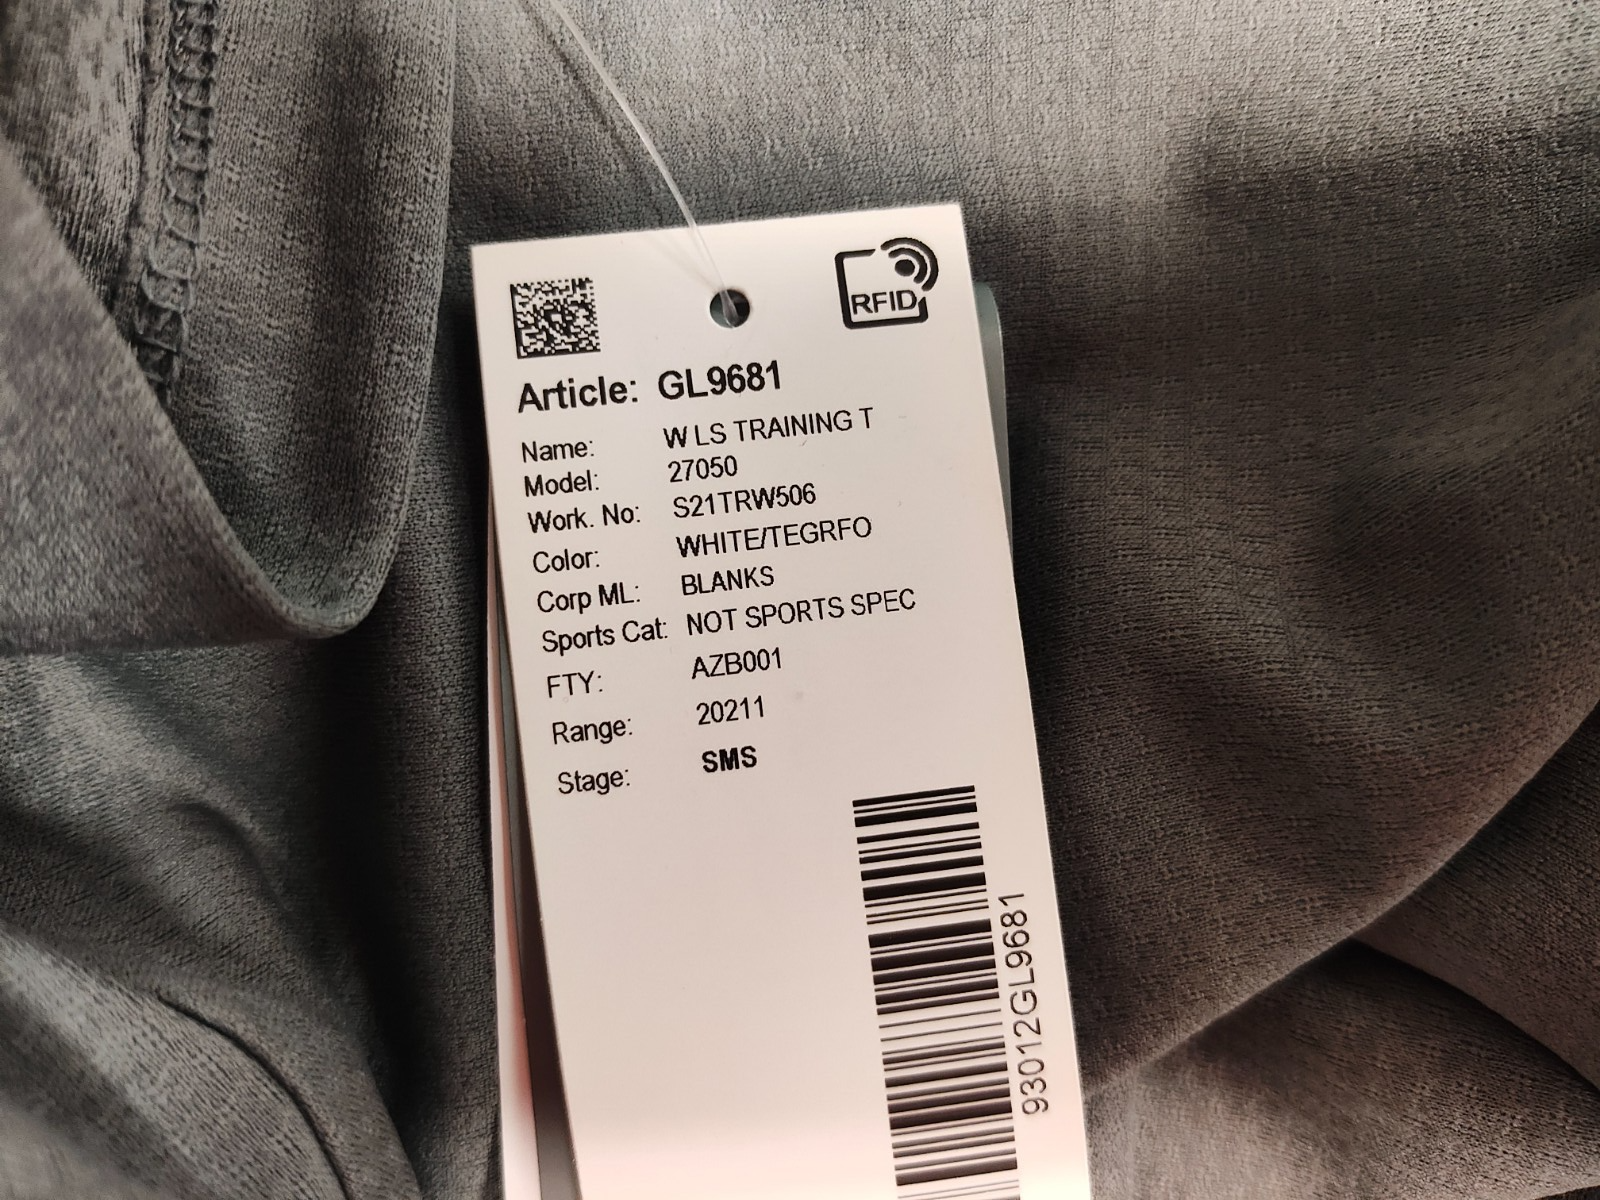 RFID
Article: GL9681
Name: W LS TRAINING T
Model: 27050
Work. No: S21TRW506
Color: WHITE/TEGRFO
Corp ML: BLANKS
Sports Cat: NOT SPORTS SPEC
FTY: AZB001
Range: 20211
Stage: SMS
93012GL9681